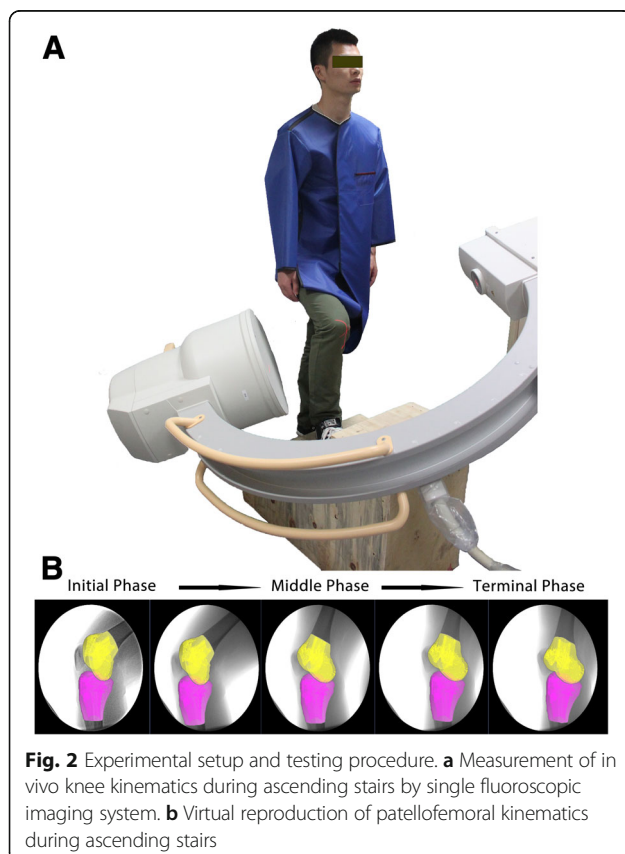 A
B
Initial Phase Middle Phase Terminal Phase
Fig. 2 Experimental setup and testing procedure. a Measurement of in
vivo knee kinematics during ascending stairs by single fluoroscopic
imaging system. b Virtual reproduction of patellofemoral kinematics
during ascending stairs